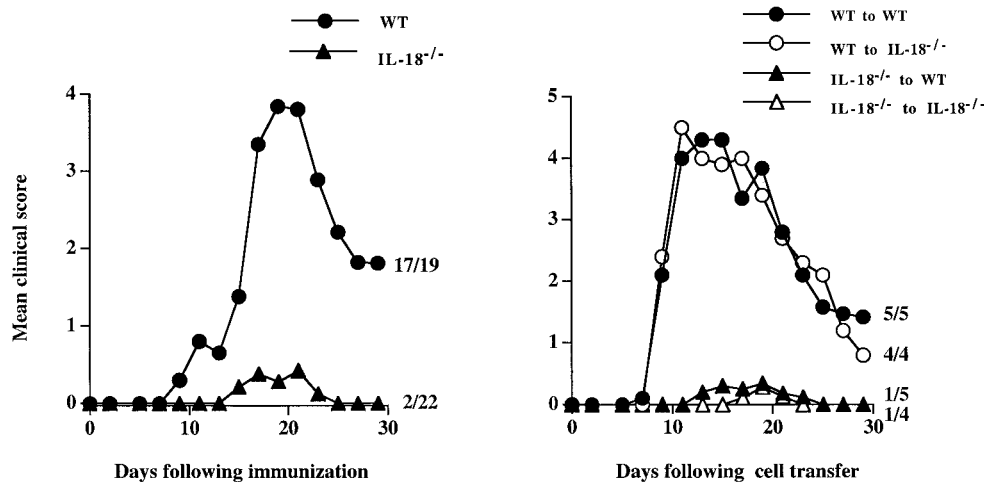 WT
IL-18-/-
4
3
2
1
0
0 10 20 30
17/19
2/22
Mean clinical score
Days following immunization
WT to WT
WT to IL-18-/-
IL-18-/- to WT
IL-18-/- to IL-18-/-
5
4
3
2
1
0
0 10 20 30
5/5
4/4
1/5
1/4
Days following cell transfer